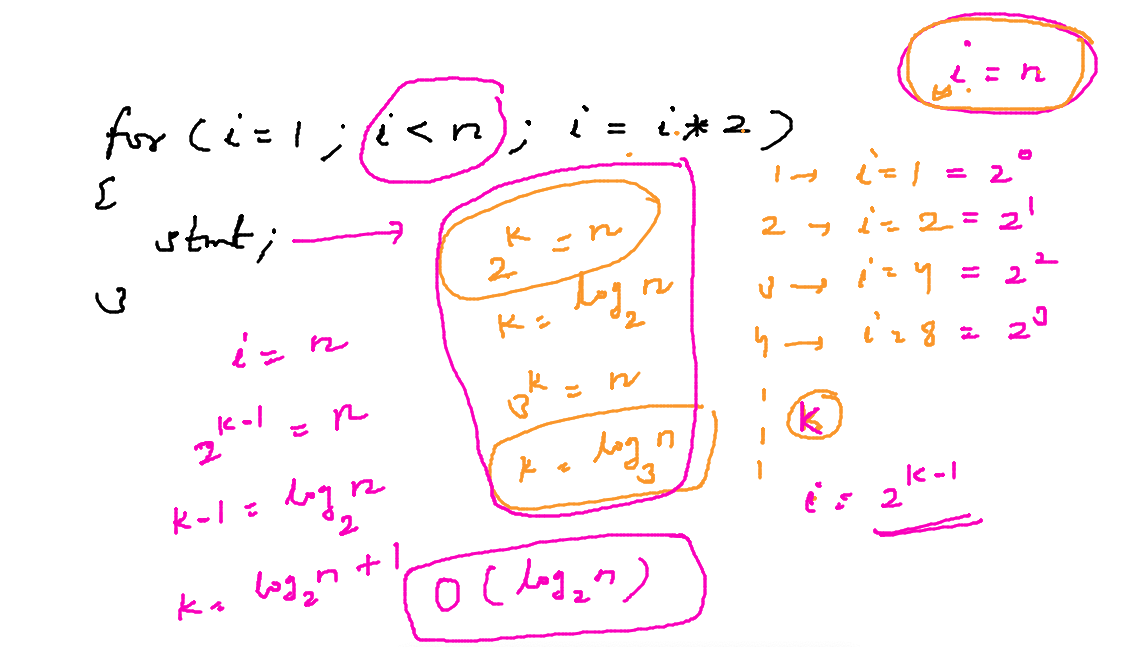 i = n
for ( i = 1 ; i < n ; i = i * 2 )
{
stmt;
}
1 → i = 1 = 2^0
2 → i = 2 = 2^1
3 → i = 4 = 2^2
4 → i = 8 = 2^3
k
i = 2^k-1
2^k = n
k = log_2 n
3^k = n
k = log_3 n
i = n
2^k-1 = n
k-1 = log_2 n
k = log_2 n + 1
O ( log_2 n )